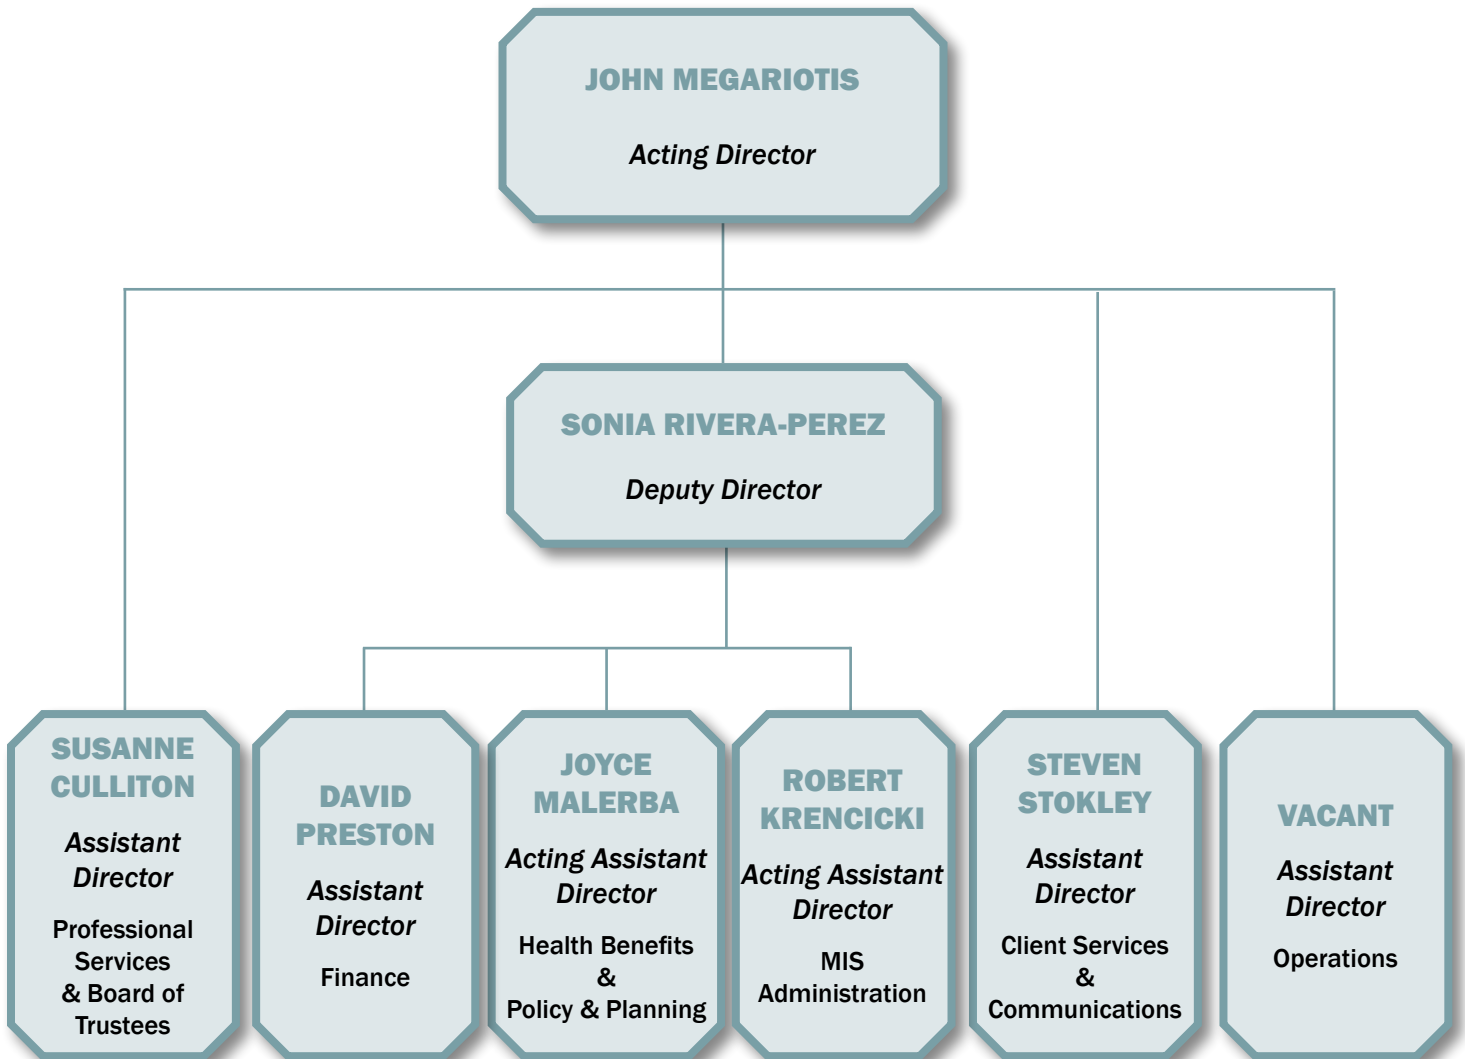 JOHN MEGARIOTIS
Acting Director
SONIA RIVERA-PEREZ
Deputy Director
SUSANNE
CULLITON
Assistant
Director
Professional
Services
& Board of
Trustees
DAVID
PRESTON
Assistant
Director
Finance
JOYCE
MALERBA
Acting Assistant
Director
Health Benefits
&
Policy & Planning
ROBERT
KRENCICKI
Acting Assistant
Director
MIS
Administration
STEVEN
STOKLEY
Assistant
Director
Client Services
&
Communications
VACANT
Assistant
Director
Operations